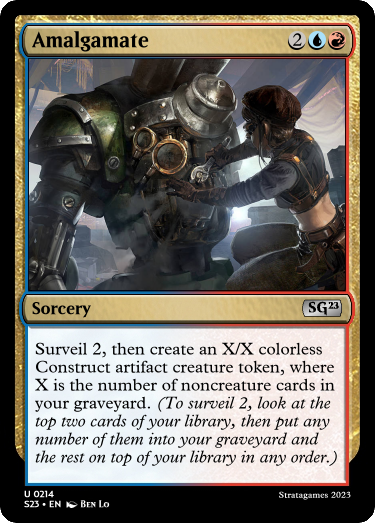 Amalgamate 2
Sorcery SG23
Surveil 2, then create an X/X colorless
Construct artifact creature token, where
X is the number of noncreature cards in
your graveyard. (To surveil 2, look at the
top two cards of your library, then put any
number of them into your graveyard and
the rest on top of your library in any order.)
U 0214 Stratagames 2023
S23 • EN Ben Lo